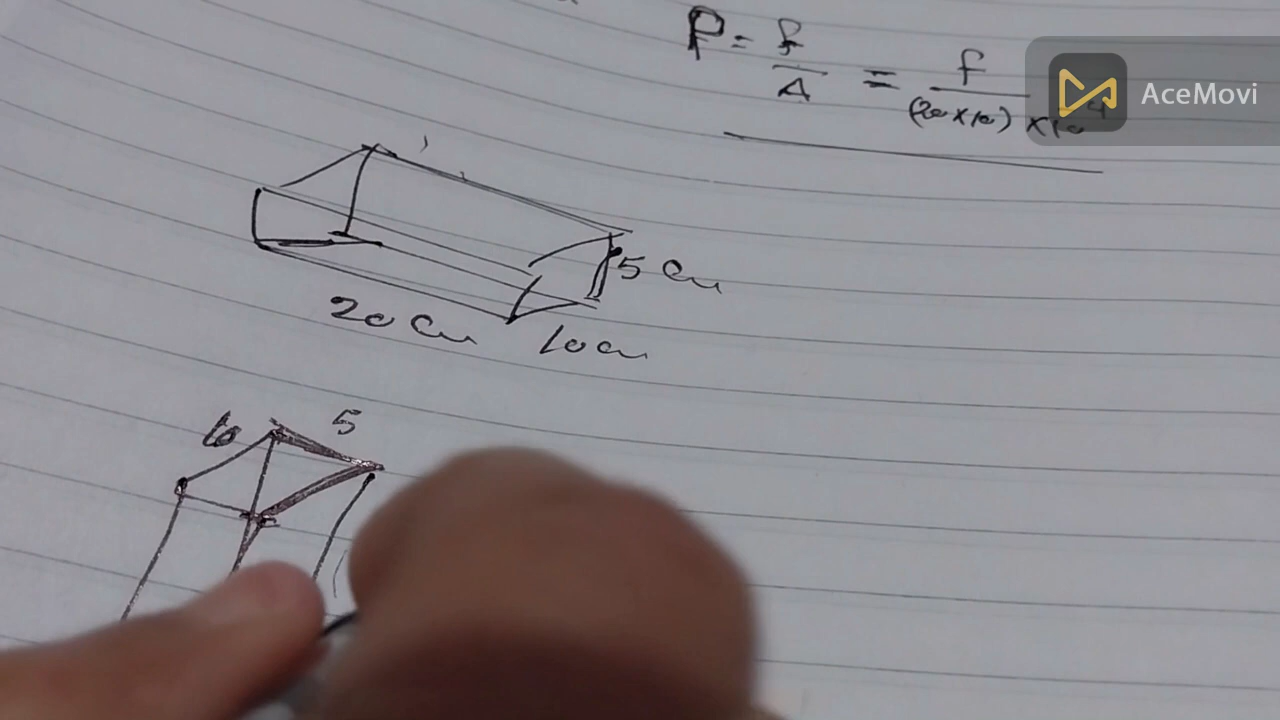 P = f/A = f/(20×10) × 10⁻⁴
AceMovi
5 cm
20 cm 10 cm
10 5